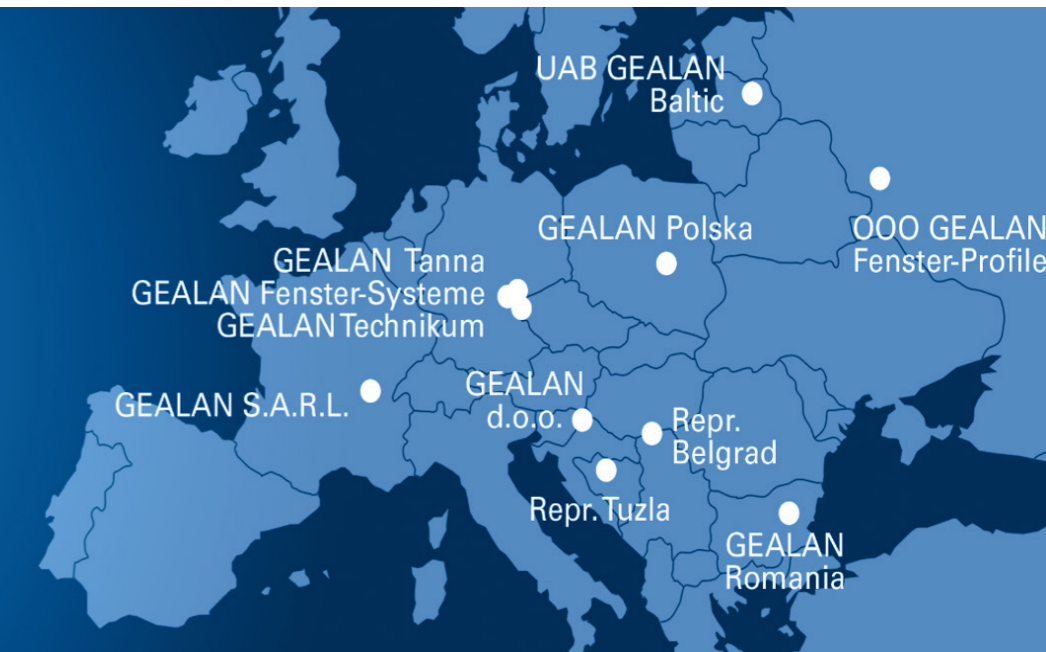 UAB GEALAN
Baltic
GEALAN Polska
OOO GEALAN
Fenster-Profile
GEALAN Tanna
GEALAN Fenster-Systeme
GEALAN Technikum
GEALAN S.A.R.L.
GEALAN
d.o.o.
Repr.
Belgrad
Repr. Tuzla
GEALAN
Romania